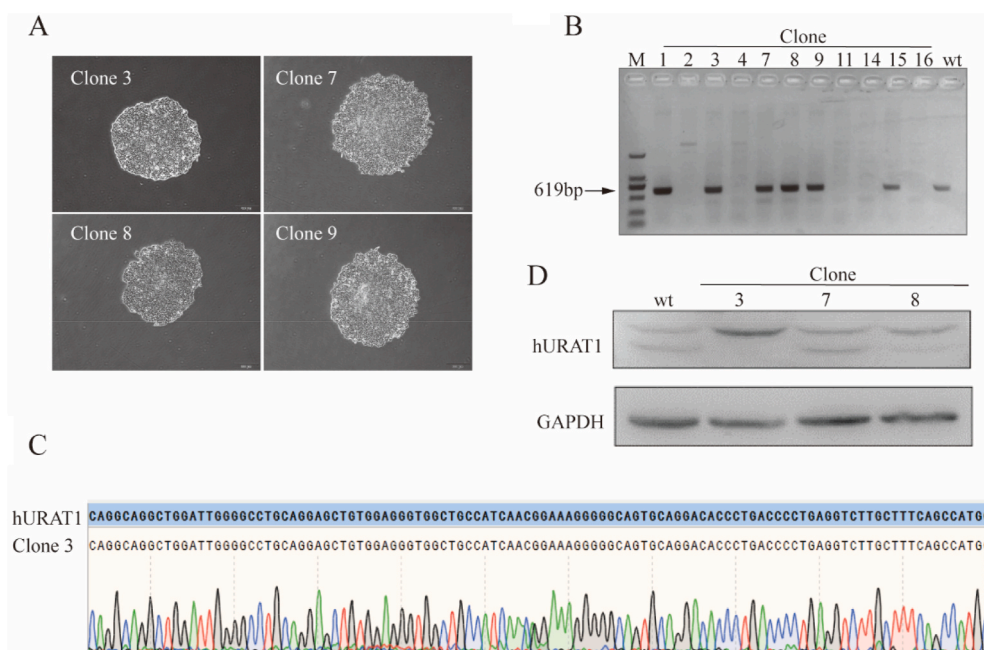 A
Clone 3
Clone 7
Clone 8
Clone 9
B
Clone
M 1 2 3 4 7 8 9 11 14 15 16 wt
619bp
D
Clone
wt 3 7 8
hURAT1
GAPDH
C
hURAT1 CAGGCAGGCTGGATTGGGGCCTGCAGGAGCTGTGGAGGGTGGCTGCCATCAACGGAAAGGGGGCAGTGCAGGACACCCTGACCCCTGAGGTCTTGCTTTCAGCCATG
Clone 3 CAGGCAGGCTGGATTGGGGCCTGCAGGAGCTGTGGAGGGTGGCTGCCATCAACGGAAAGGGGGCAGTGCAGGACACCCTGACCCCTGAGGTCTTGCTTTCAGCCATG